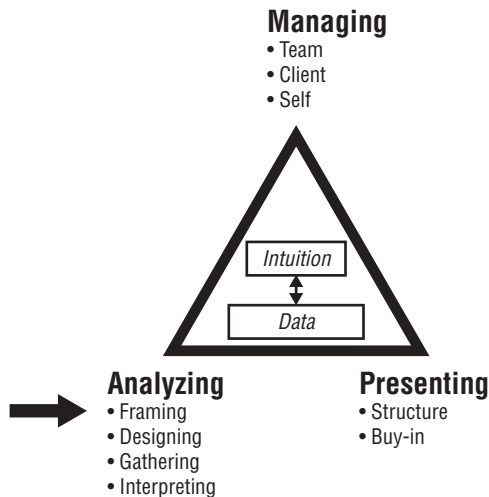 Managing
• Team
• Client
• Self
Intuition
Data
Analyzing
• Framing
• Designing
• Gathering
• Interpreting
Presenting
• Structure
• Buy-in